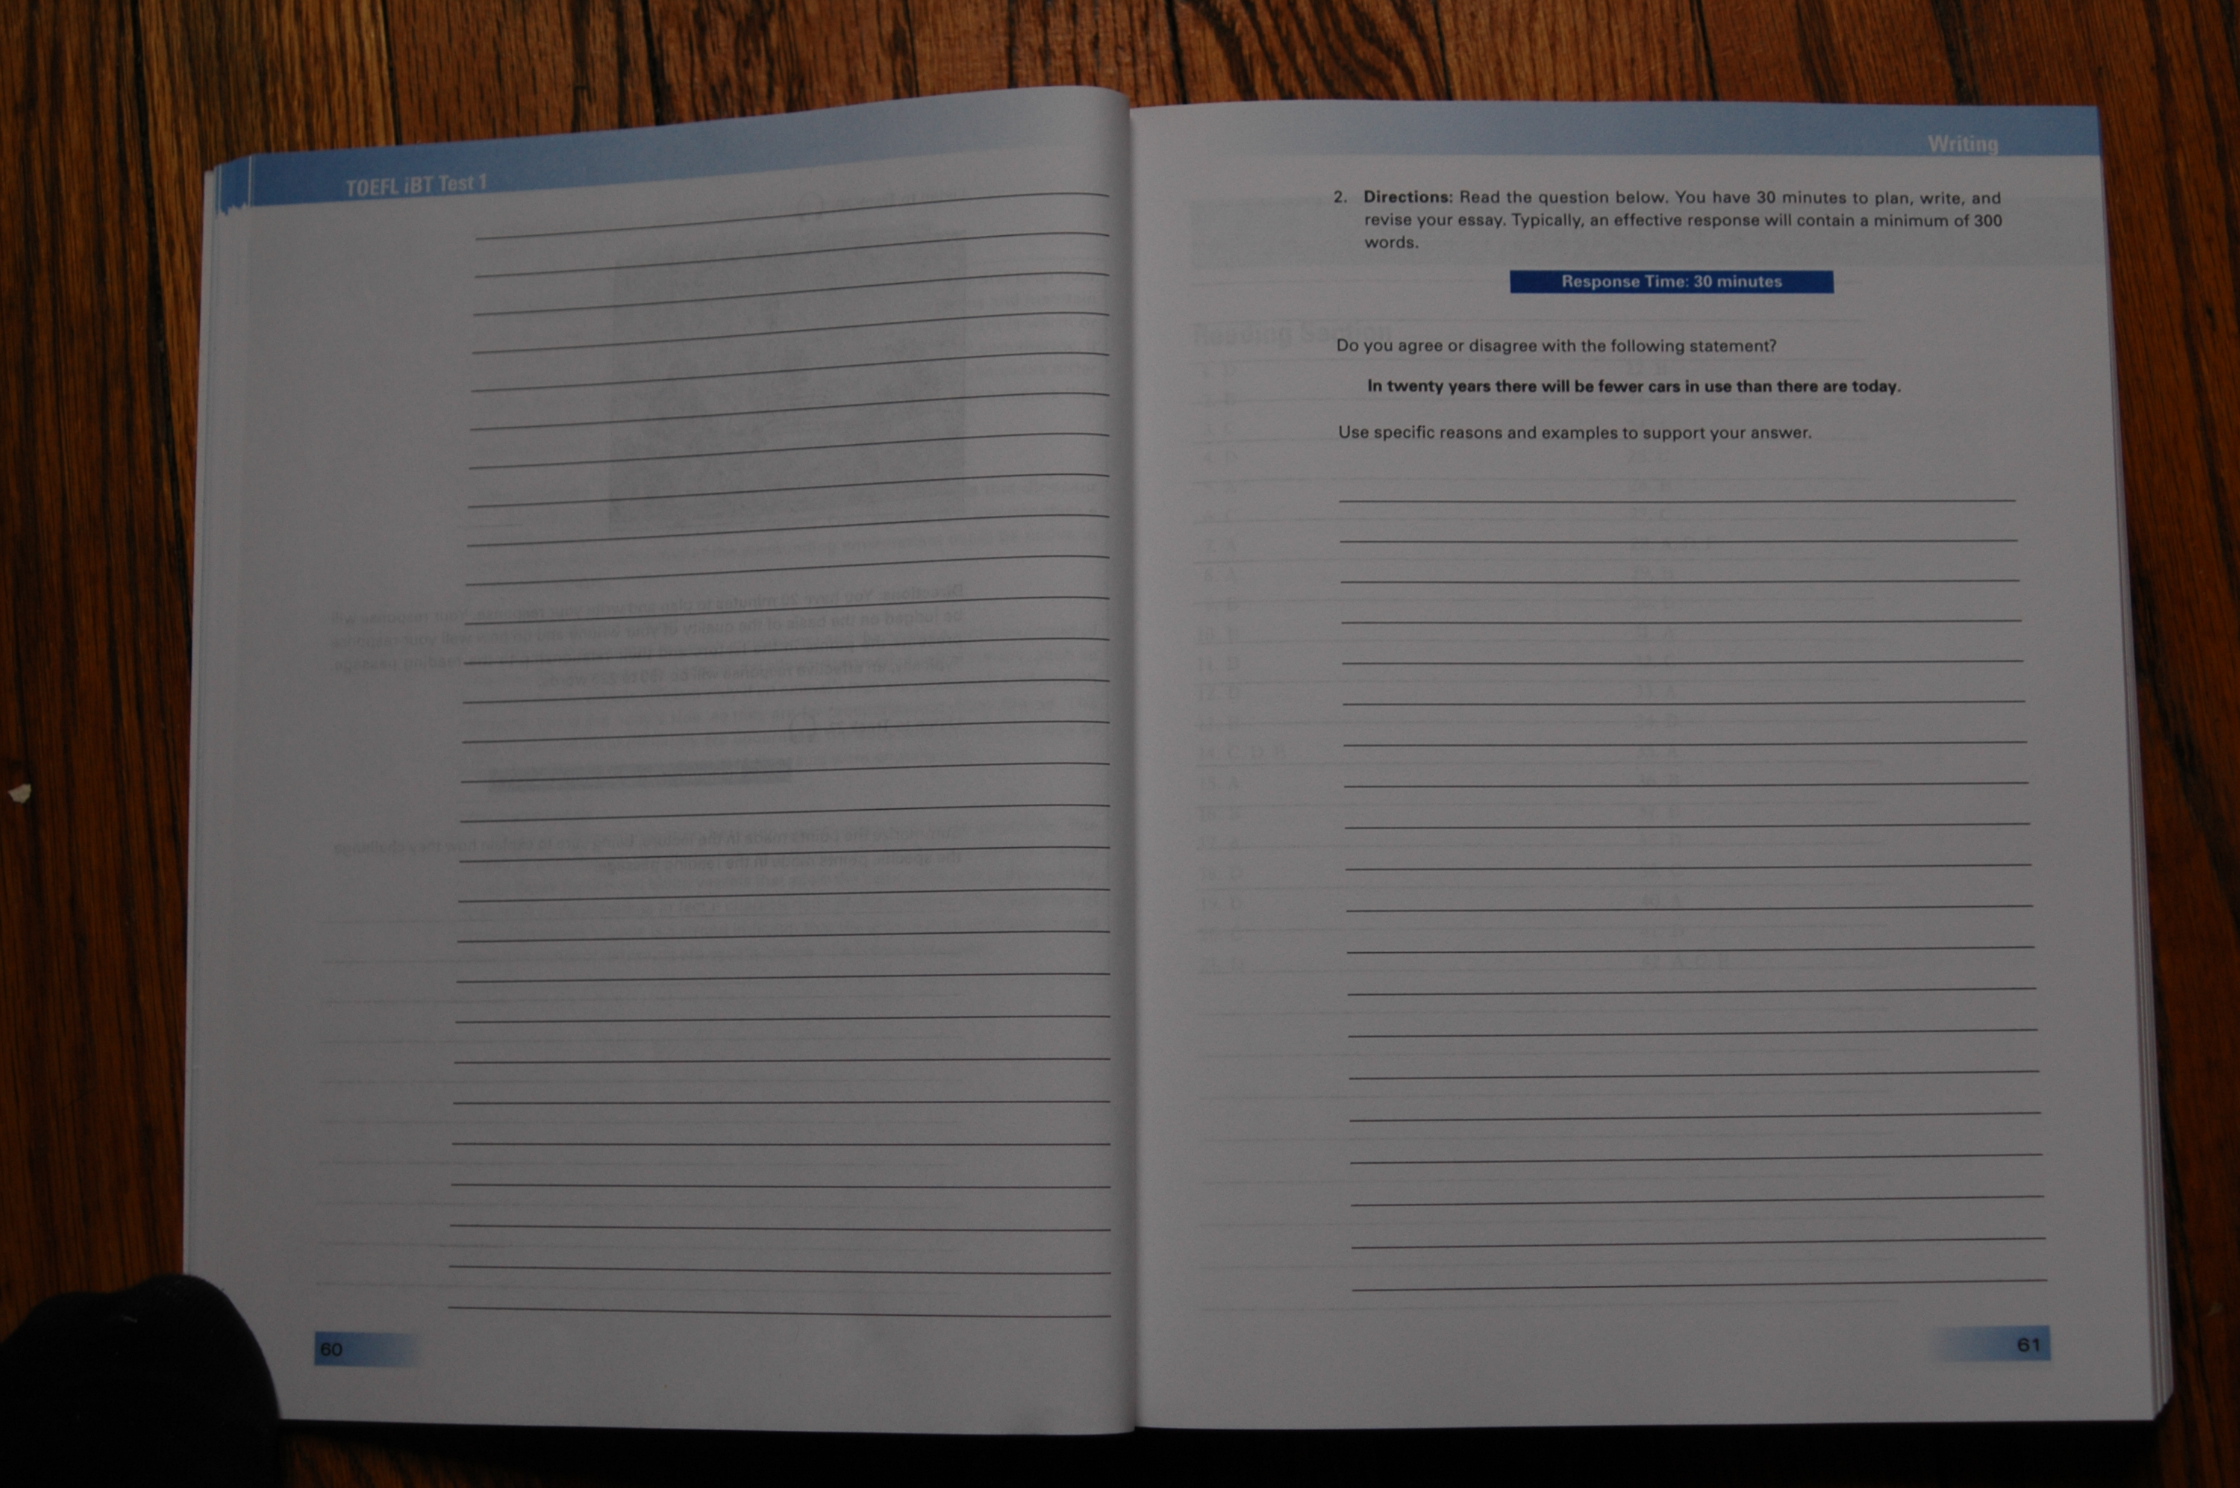 TOEFL iBT Test 1
60
Writing
2. Directions: Read the question below. You have 30 minutes to plan, write, and
revise your essay. Typically, an effective response will contain a minimum of 300
words.
Response Time: 30 minutes
Do you agree or disagree with the following statement?
In twenty years there will be fewer cars in use than there are today.
Use specific reasons and examples to support your answer.
61